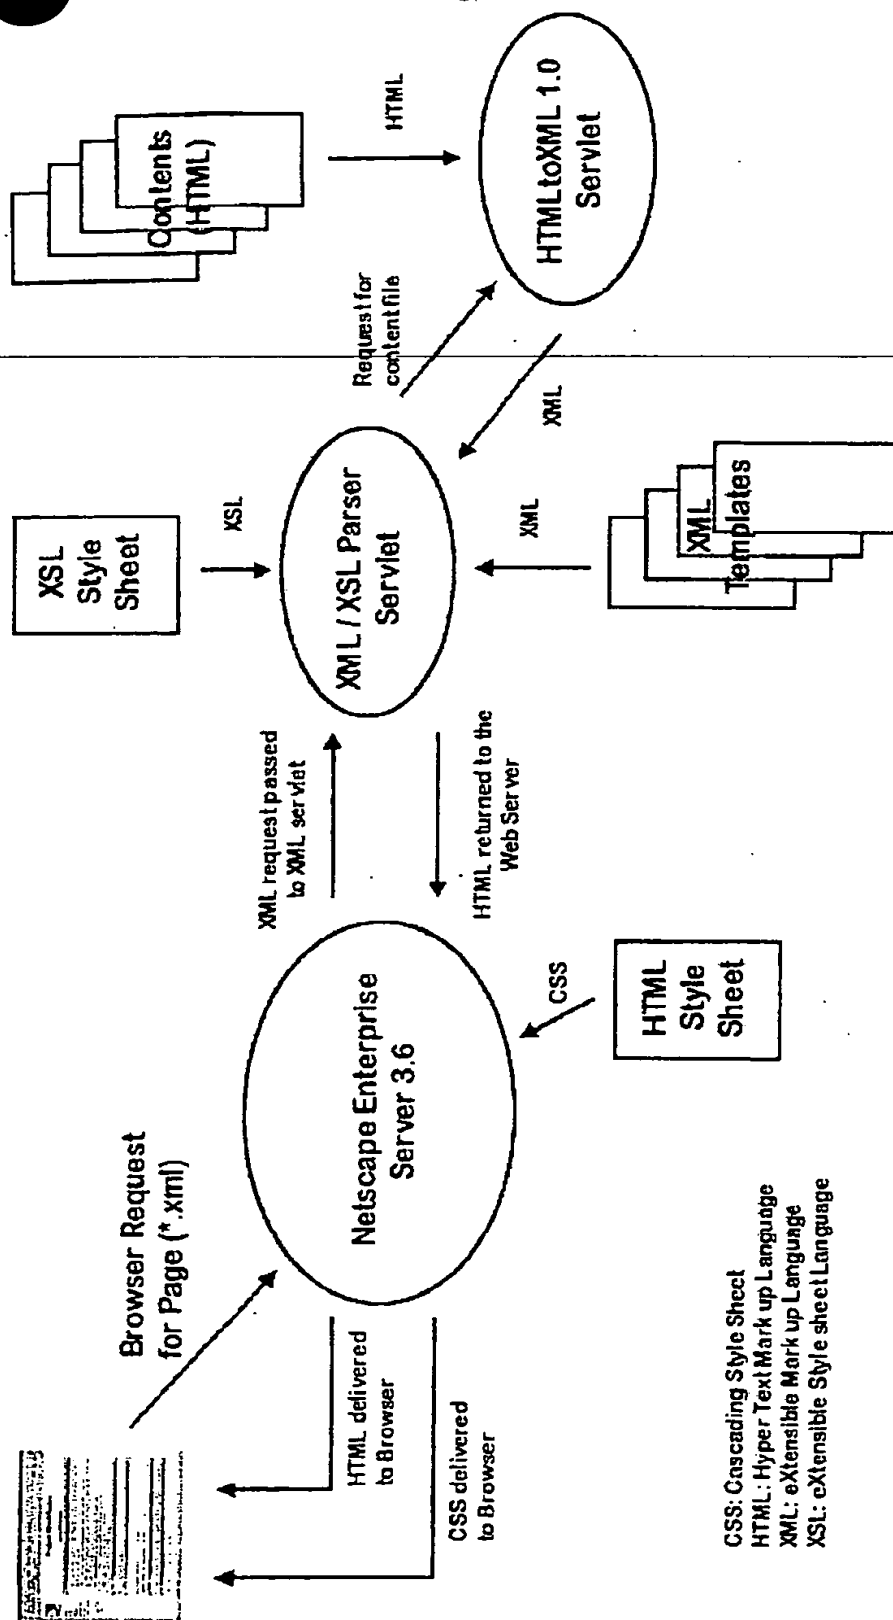 Browser Request
for Page (*.xml)
HTML delivered
to Browser
CSS delivered
to Browser
Netscape Enterprise
Server 3.6
CSS
HTML
Style
Sheet
XML request passed
to XML servlet
HTML returned to the
Web Server
XSL
Style
Sheet
XSL
XML / XSL Parser
Servlet
XML
XML
Templates
Request for
content file
XML
Contents
(HTML)
HTML
HTMLtoXML 1.0
Servlet
CSS: Cascading Style Sheet
HTML: Hyper Text Mark up Language
XML: eXtensible Mark up Language
XSL: eXtensible Style sheet Language